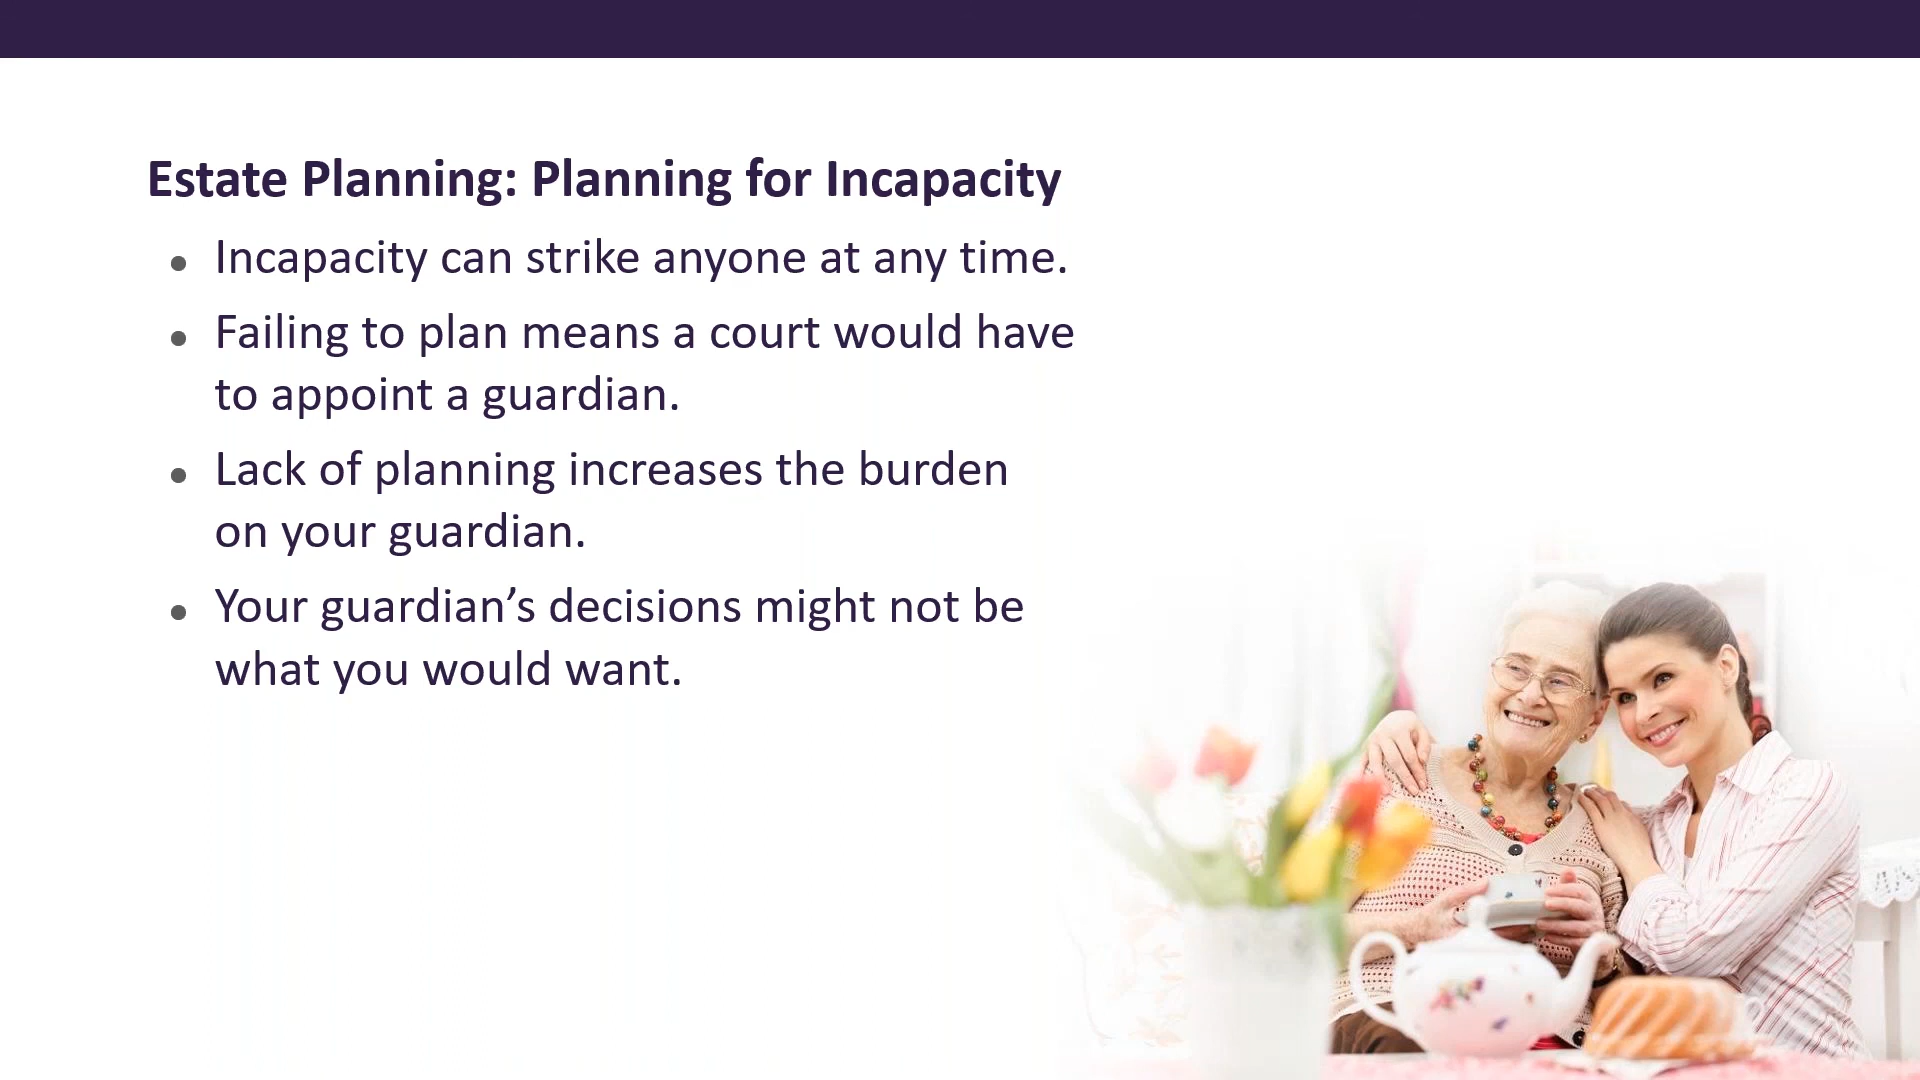 Estate Planning: Planning for Incapacity
• Incapacity can strike anyone at any time.
• Failing to plan means a court would have
to appoint a guardian.
• Lack of planning increases the burden
on your guardian.
• Your guardian’s decisions might not be
what you would want.